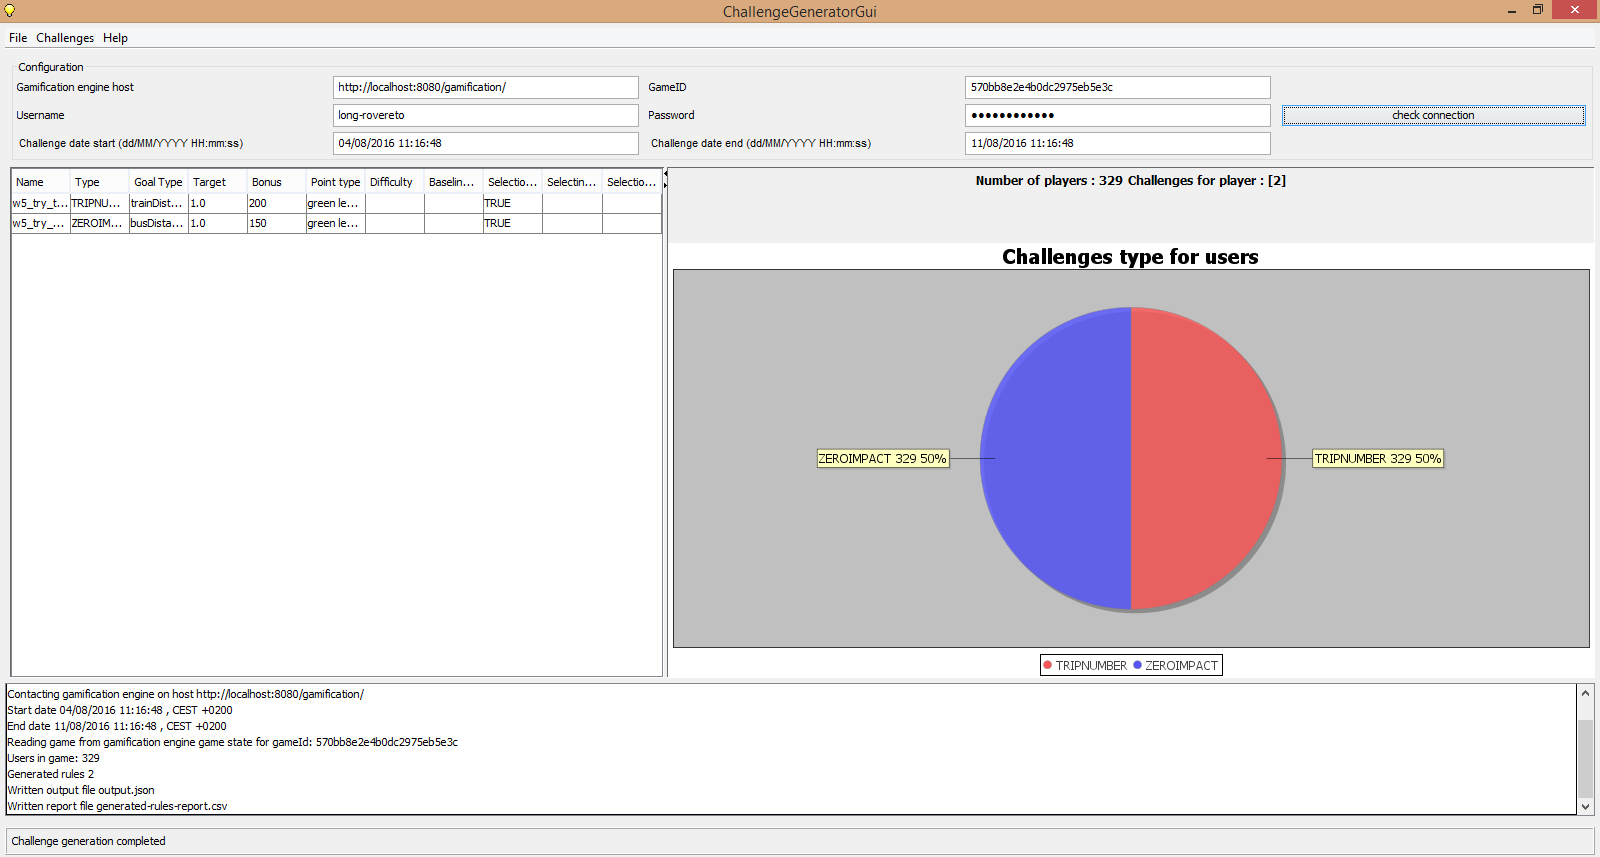 ChallengeGeneratorGui
File Challenges Help
Configuration
Gamification engine host http://localhost:8080/gamification/ GameID 570bb8e2e4b0dc2975eb5e3c
Username long-rovereto Password ●●●●●●●●●●●● check connection
Challenge date start (dd/MM/YYYY HH:mm:ss) 04/08/2016 11:16:48 Challenge date end (dd/MM/YYYY HH:mm:ss) 11/08/2016 11:16:48
Name Type Goal Type Target Bonus Point type Difficulty Baselin... Selectio... Selectin... Selectio...
w5_try_t... TRIPNU... trainDist... 1.0 200 green le... TRUE
w5_try_... ZEROIM... busDista... 1.0 150 green le... TRUE
Number of players : 329 Challenges for player : [2]
Challenges type for users
ZEROIMPACT 329 50%
TRIPNUMBER 329 50%
TRIPNUMBER ZEROIMPACT
Contacting gamification engine on host http://localhost:8080/gamification/
Start date 04/08/2016 11:16:48 , CEST +0200
End date 11/08/2016 11:16:48 , CEST +0200
Reading game from gamification engine game state for gameId: 570bb8e2e4b0dc2975eb5e3c
Users in game: 329
Generated rules 2
Written output file output.json
Written report file generated-rules-report.csv
Challenge generation completed